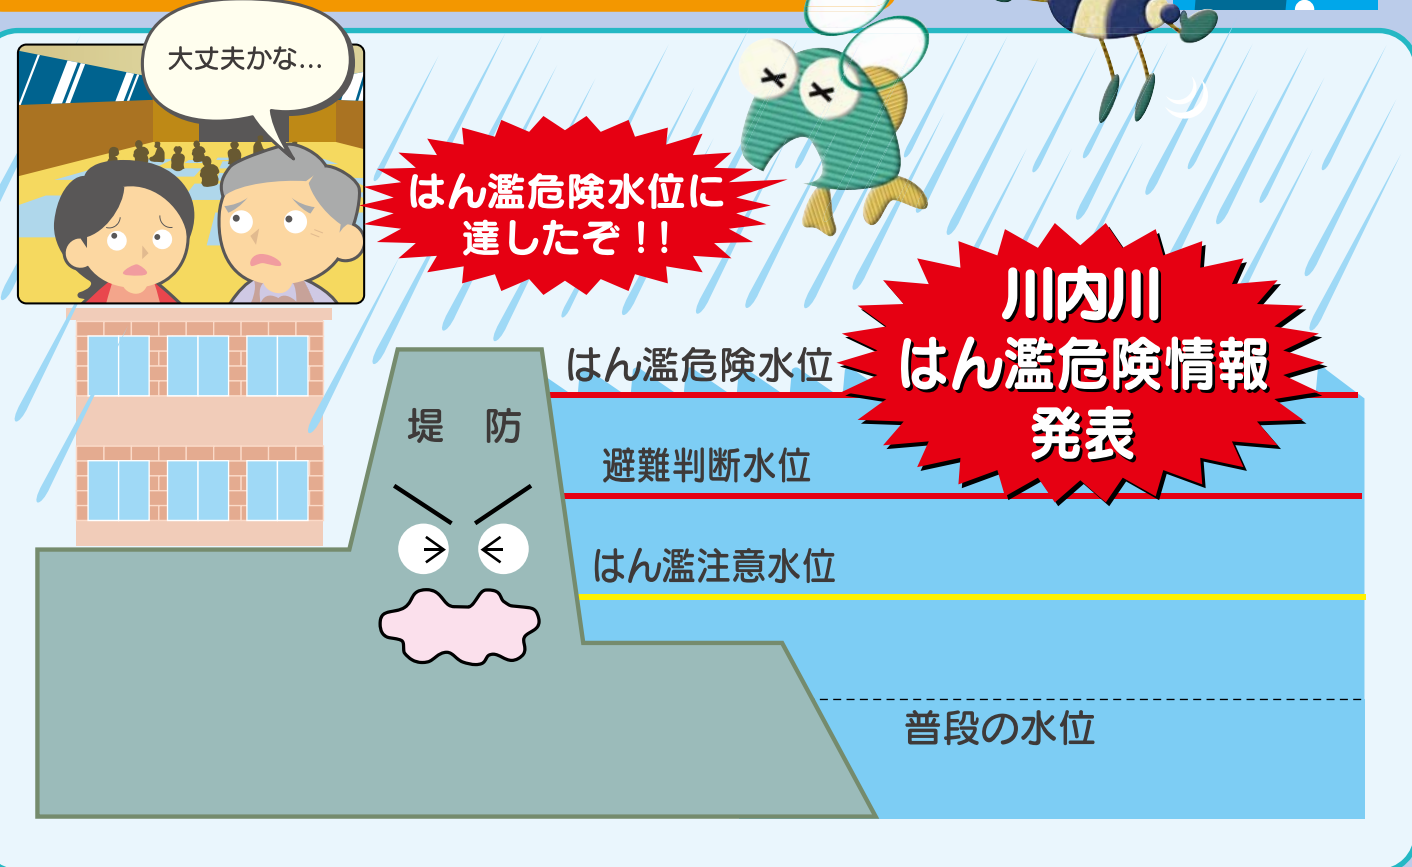 大丈夫かな…
はん濫危険水位に
達したぞ！！
川内川
はん濫危険情報
発表
はん濫危険水位
堤　防
避難判断水位
はん濫注意水位
普段の水位